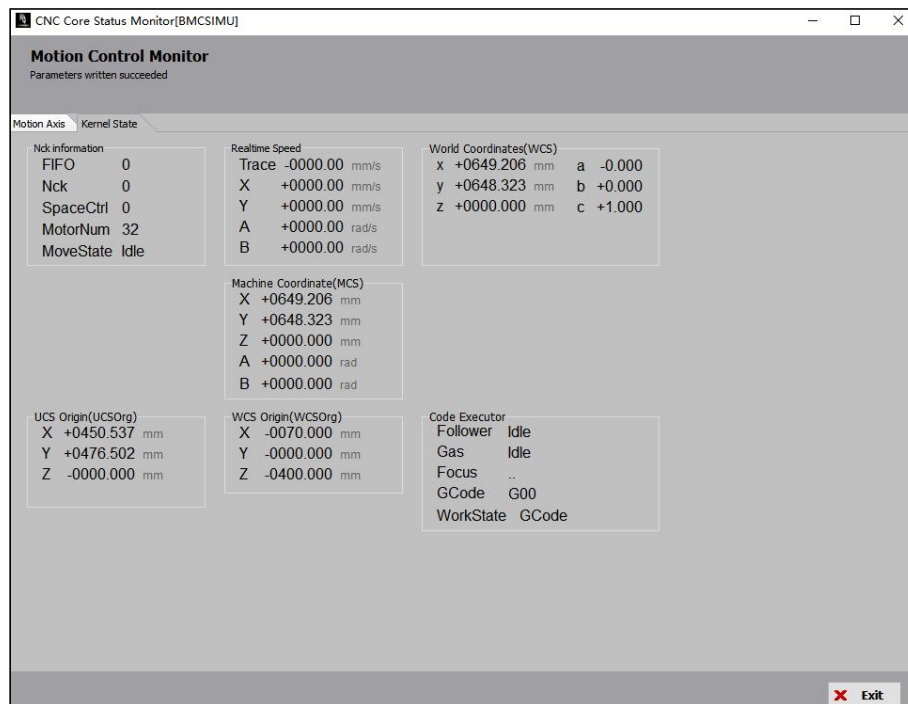 CNC Core Status Monitor[BMCSIMU]
Motion Control Monitor
Parameters written succeeded
Motion Axis Kernel State
Nck information
FIFO 0
Nck 0
SpaceCtrl 0
MotorNum 32
MoveState Idle
Realtime Speed
Trace -0000.00 mm/s
X +0000.00 mm/s
Y +0000.00 mm/s
A +0000.00 rad/s
B +0000.00 rad/s
World Coordinates(WCS)
x +0649.206 mm a -0.000
y +0648.323 mm b +0.000
z +0000.000 mm c +1.000
Machine Coordinate(MCS)
X +0649.206 mm
Y +0648.323 mm
Z +0000.000 mm
A +0000.000 rad
B +0000.000 rad
UCS Origin(UCSOrg)
X +0450.537 mm
Y +0476.502 mm
Z -0000.000 mm
WCS Origin(WCSOrg)
X -0070.000 mm
Y -0000.000 mm
Z -0400.000 mm
Code Executor
Follower Idle
Gas Idle
Focus ..
GCode G00
WorkState GCode
Exit